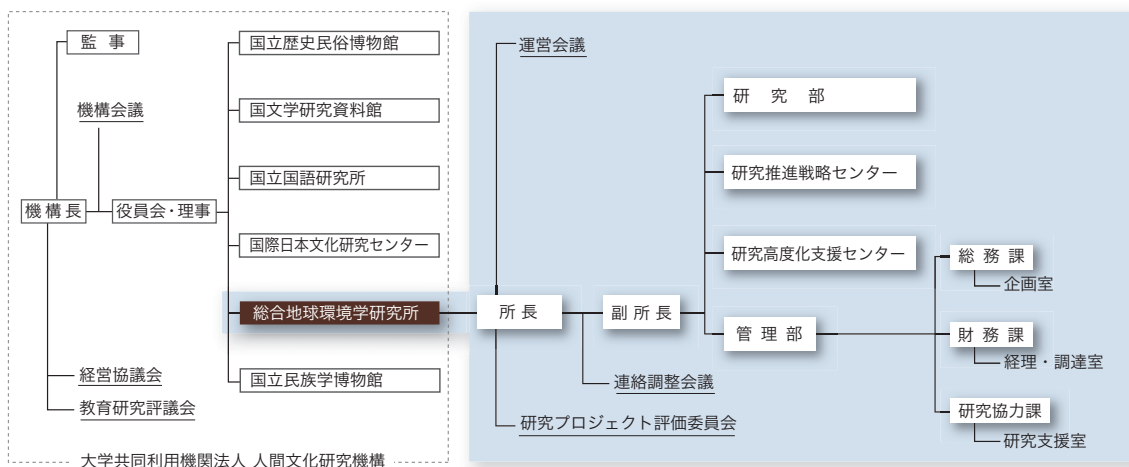 監 事
機構会議
機 構 長
役員会・理事
経営協議会
教育研究評議会
国立歴史民俗博物館
国文学研究資料館
国立国語研究所
国際日本文化研究センター
総合地球環境学研究所
国立民族学博物館
大学共同利用機関法人 人間文化研究機構
運営会議
所 長
副 所 長
連絡調整会議
研究プロジェクト評価委員会
研 究 部
研究推進戦略センター
研究高度化支援センター
管 理 部
総 務 課
企画室
財 務 課
経理・調達室
研究協力課
研究支援室